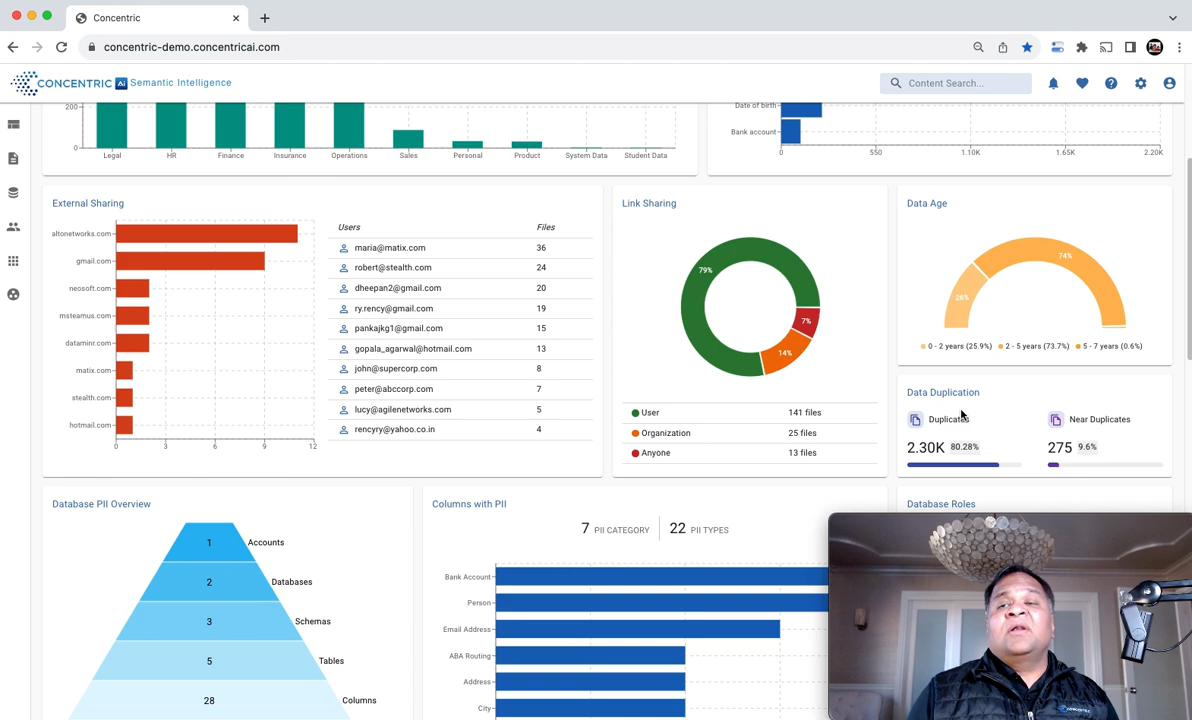 Concentric
concentric-demo.concentricai.com
CONCENTRIC Ai Semantic Intelligence
Content Search...
200
0
Legal HR Finance Insurance Operations Sales Personal Product System Data Student Data
Date of birth
Bank account
0 550 1.10K 1.65K 2.20K
External Sharing
altonetworks.com
gmail.com
neosoft.com
msteamus.com
dataminr.com
matix.com
stealth.com
hotmail.com
0 3 6 9 12
Users Files
maria@matix.com 36
robert@stealth.com 24
dheepan2@gmail.com 20
ry.rency@gmail.com 19
pankajkg1@gmail.com 15
gopala_agarwal@hotmail.com 13
john@supercorp.com 8
peter@abccorp.com 7
lucy@agilenetworks.com 5
rencyry@yahoo.co.in 4
Link Sharing
79%
7%
14%
User 141 files
Organization 25 files
Anyone 13 files
Data Age
74%
26%
0 - 2 years (25.9%) 2 - 5 years (73.7%) 5 - 7 years (0.6%)
Data Duplication
Duplicates Near Duplicates
2.30K 80.28% 275 9.6%
Database PII Overview
1 Accounts
2 Databases
3 Schemas
5 Tables
28 Columns
Columns with PII
7 PII CATEGORY 22 PII TYPES
Bank Account
Person
Email Address
ABA Routing
Address
City
Database Roles